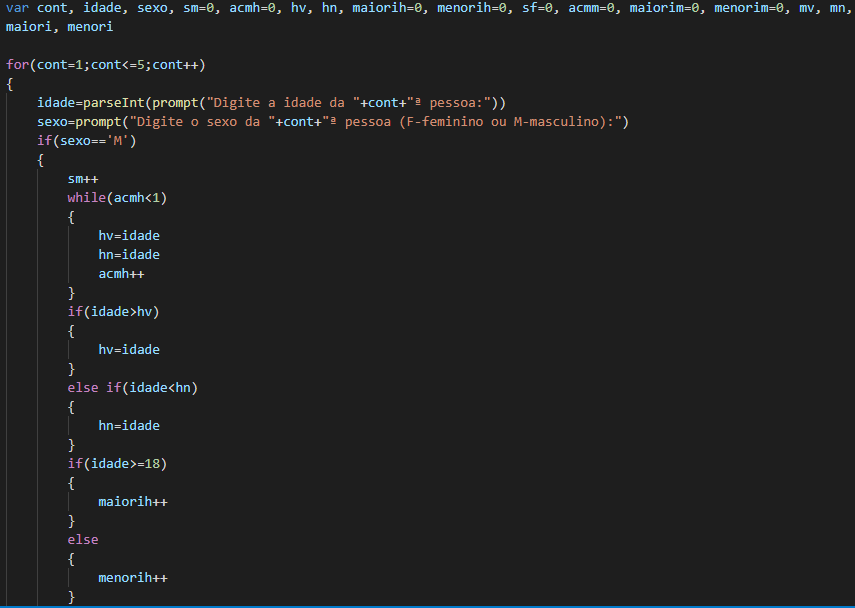 var cont, idade, sexo, sm=0, acmh=0, hv, hn, maiorih=0, menorih=0, sf=0, acmm=0, maiorim=0, menorim=0, mv, mn,
maiori, menori
for(cont=1;cont<=5;cont++)
{
idade=parseInt(prompt("Digite a idade da "+cont+"ª pessoa:"))
sexo=prompt("Digite o sexo da "+cont+"ª pessoa (F-feminino ou M-masculino):")
if(sexo=='M')
{
sm++
while(acmh<1)
{
hv=idade
hn=idade
acmh++
}
if(idade>hv)
{
hv=idade
}
else if(idade<hn)
{
hn=idade
}
if(idade>=18)
{
maiorih++
}
else
{
menorih++
}